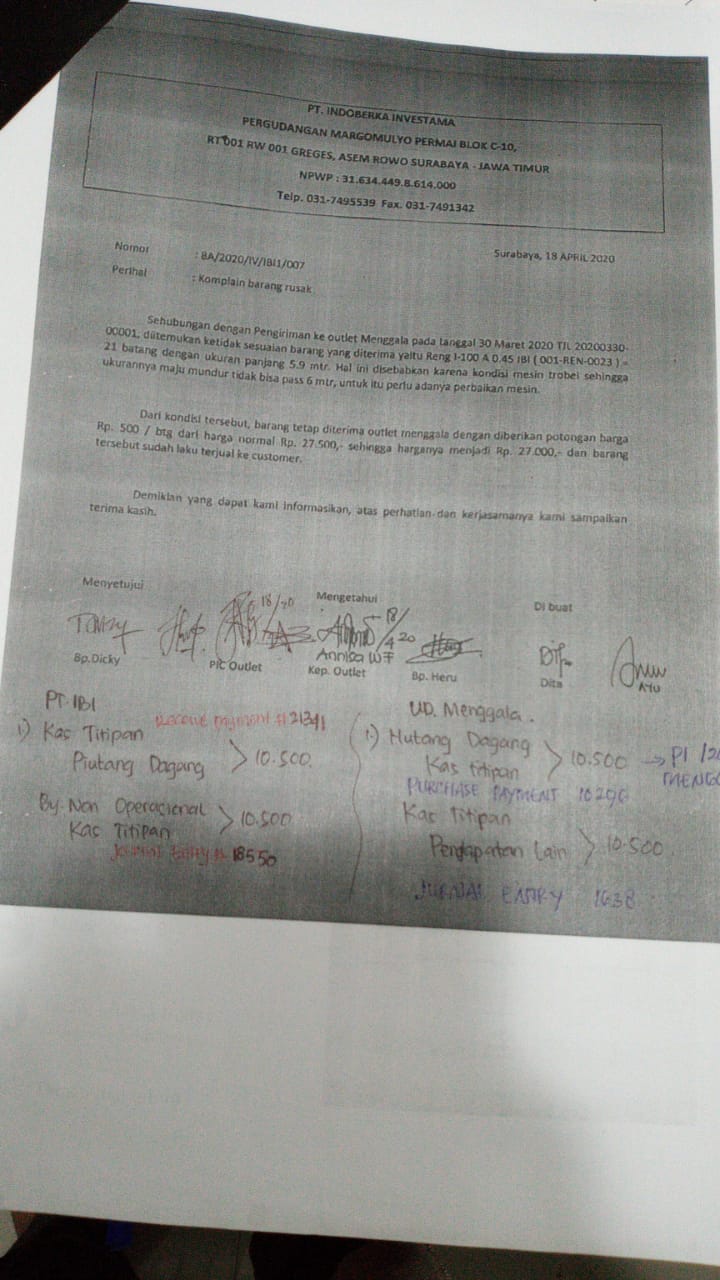 PT. INDOBERKA INVESTAMA
PERGUDANGAN MARGOMULYO PERMAI BLOK C-10,
RT 001 RW 001 GREGES, ASEM ROWO SURABAYA - JAWA TIMUR
NPWP : 31.634.449.8.614.000
Telp. 031-7495539 Fax. 031-7491342
Nomor : BA/2020/IV/IBI1/007 Surabaya, 18 APRIL 2020
Perihal : Komplain barang rusak
Sehubungan dengan Pengiriman ke outlet Menggala pada tanggal 30 Maret 2020 TJL 20200330-
00001, ditemukan ketidak sesuaian barang yang diterima yaitu Reng I-100 A 0.45 IBI ( 001-REN-0023 ) =
21 batang dengan ukuran panjang 5.9 mtr. Hal ini disebabkan karena kondisi mesin trobel sehingga
ukurannya maju mundur tidak bisa pass 6 mtr, untuk itu perlu adanya perbaikan mesin.
Dari kondisi tersebut, barang tetap diterima outlet menggala dengan diberikan potongan harga
Rp. 500 / btg dari harga normal Rp. 27.500,- sehingga harganya menjadi Rp. 27.000,- dan barang
tersebut sudah laku terjual ke customer.
Demikian yang dapat kami informasikan, atas perhatian dan kerjasamanya kami sampaikan
terima kasih.
Menyetujui Mengetahui Di buat
18/
4 20
Annisa WF
Bp.Dicky PIC Outlet Kep. Outlet Bp. Heru Dita AYU
PT. IBI
Receive payment # 21341
1.) Kas Titipan
Piutang Dagang > 10.500
By. Non Operasional
Kas Titipan > 10.500
Journal Entry # 18550
UD. Menggala.
1.) Hutang Dagang
Kas titipan > 10.500 → PI
PURCHASE PAYMENT 10296
Kas Titipan
Pendapatan Lain > 10.500
JURNAL ENTRY 1638